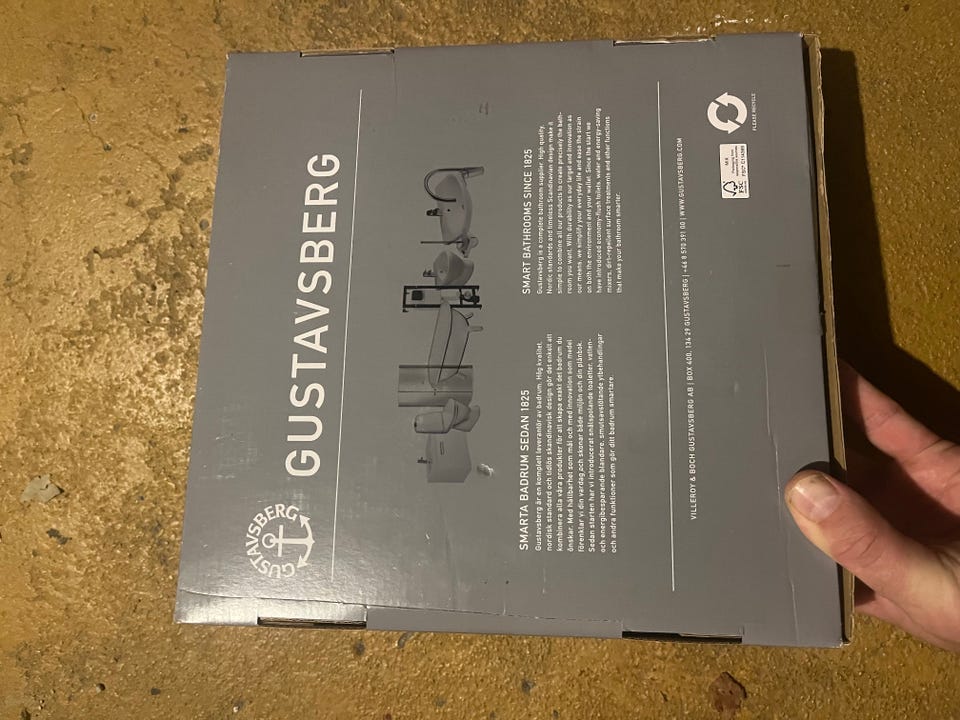 GUSTAVSBERG
GUSTAVSBERG
SMARTA BADRUM SEDAN 1825
Gustavsberg är en komplett leverantör av badrum. Hög kvalitet,
nordisk standard och tidlös skandinavisk design gör det enkelt att
kombinera alla våra produkter för att skapa exakt det badrum du
önskar. Med hållbarhet som mål och med innovation som medel
förenklar vi din vardag och skonar både miljön och din plånbok.
Sedan starten har vi introducerat snålspolande toaletter, vatten-
och energibesparande blandare, smutsavstötande ytbehandlingar
och andra funktioner som gör ditt badrum smartare.
SMART BATHROOMS SINCE 1825
Gustavsberg is a complete bathroom supplier. High quality,
Nordic standards and timeless Scandinavian design make it
simple to combine all our products to create precisely the bath-
room you want. With durability as our target and innovation as
our means, we simplify your everyday life and ease the strain
on both the environment and your wallet. Since the start we
have introduced economy-flush toilets, water and energy-saving
mixers, dirt-repellent surface treatments and other functions
that make your bathroom smarter.
VILLEROY & BOCH GUSTAVSBERG AB | BOX 400, 134 29 GUSTAVSBERG | +46 8 570 391 00 | WWW.GUSTAVSBERG.COM
FSC
MIX
PLEASE RECYCLE